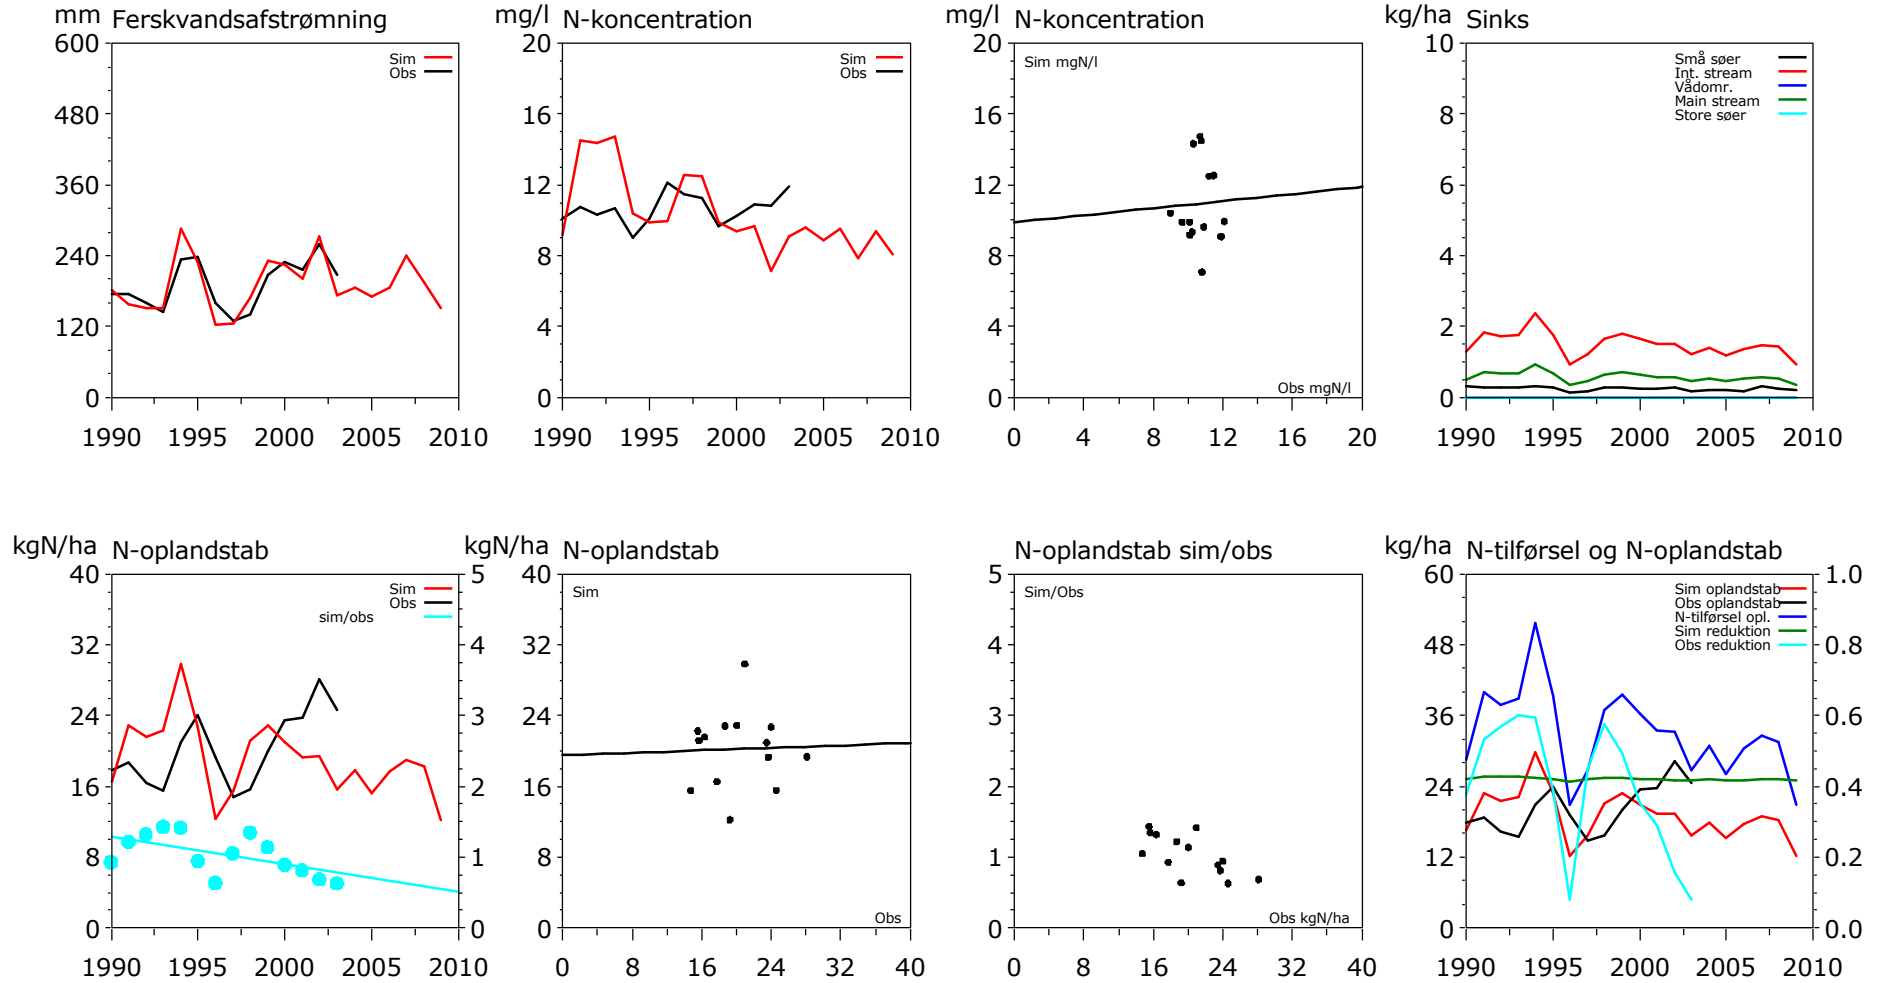 mm Ferskvandsafstrømning
600
480
360
240
120
0
Sim
Obs
1990 1995 2000 2005 2010
mg/l N-koncentration
20
16
12
8
4
0
Sim
Obs
1990 1995 2000 2005 2010
mg/l N-koncentration
20
16
12
8
4
0
Sim mgN/l
Obs mgN/l
0 4 8 12 16 20
kg/ha Sinks
10
8
6
4
2
0
Små søer
Int. stream
Vådomr.
Main stream
Store søer
1990 1995 2000 2005 2010
kgN/ha N-oplandstab
40
32
24
16
8
0
Sim
Obs
sim/obs
5
4
3
2
1
0
1990 1995 2000 2005 2010
kgN/ha N-oplandstab
40
32
24
16
8
0
Sim
Obs
0 8 16 24 32 40
N-oplandstab sim/obs
5
4
3
2
1
0
Sim/Obs
Obs kgN/ha
0 8 16 24 32 40
kg/ha N-tilførsel og N-oplandstab
60
48
36
24
12
0
Sim oplandstab
Obs oplandstab
N-tilførsel opl.
Sim reduktion
Obs reduktion
1.0
0.8
0.6
0.4
0.2
0.0
1990 1995 2000 2005 2010